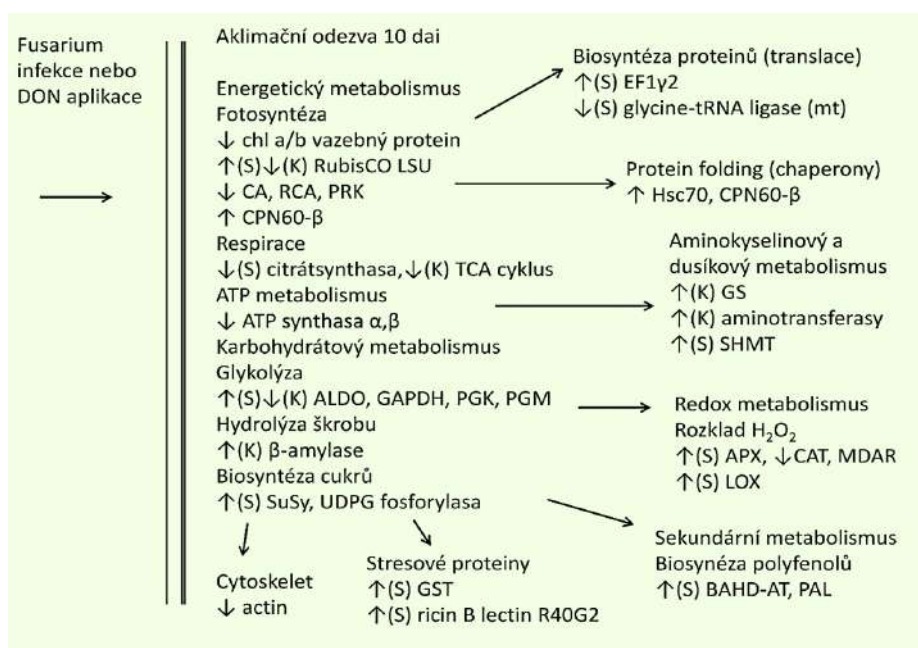 Fusarium
infekce nebo
DON aplikace
Aklimační odezva 10 dai
Energetický metabolismus
Fotosyntéza
↓ chl a/b vazebný protein
↑(S)↓(K) RubisCO LSU
↓ CA, RCA, PRK
↑ CPN60-β
Respirace
↓(S) citrátsynthasa,↓(K) TCA cyklus
ATP metabolismus
↓ ATP synthasa α,β
Karbohydrátový metabolismus
Glykolýza
↑(S)↓(K) ALDO, GAPDH, PGK, PGM
Hydrolýza škrobu
↑(K) β-amylase
Biosyntéza cukrů
↑(S) SuSy, UDPG fosforylasa
Biosyntéza proteinů (translace)
↑(S) EF1γ2
↓(S) glycine-tRNA ligase (mt)
Protein folding (chaperony)
↑ Hsc70, CPN60-β
Aminokyselinový a
dusíkový metabolismus
↑(K) GS
↑(K) aminotransferasy
↑(S) SHMT
Redox metabolismus
Rozklad H₂O₂
↑(S) APX, ↓CAT, MDAR
↑(S) LOX
Sekundární metabolismus
Biosynéza polyfenolů
↑(S) BAHD-AT, PAL
Stresové proteiny
↑(S) GST
↑(S) ricin B lectin R40G2
Cytoskelet
↓ actin